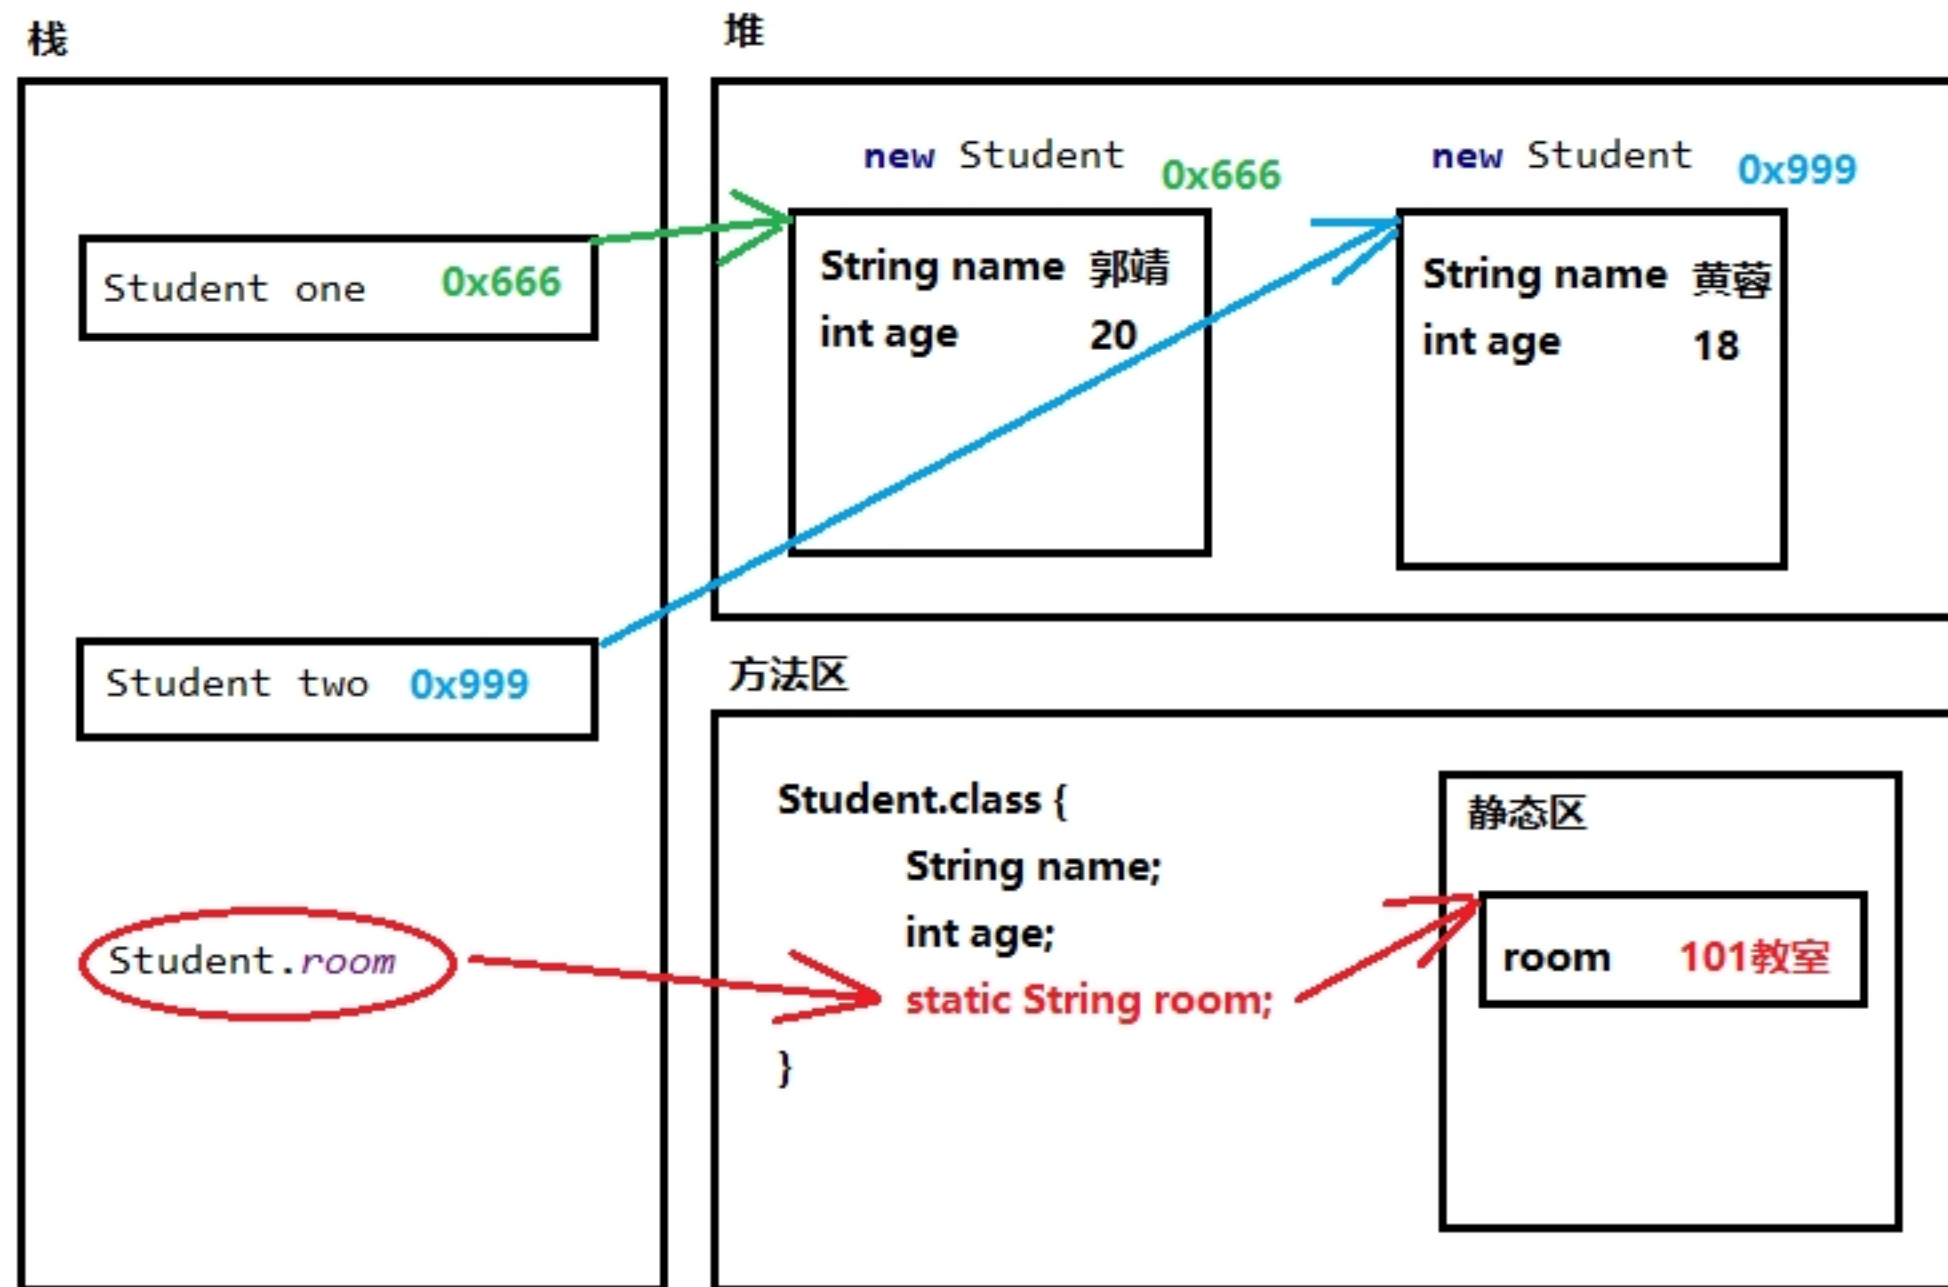 栈
Student one 0x666
Student two 0x999
Student.room
堆
new Student 0x666
String name 郭靖
int age 20
new Student 0x999
String name 黄蓉
int age 18
方法区
Student.class {
String name;
int age;
static String room;
}
静态区
room 101教室